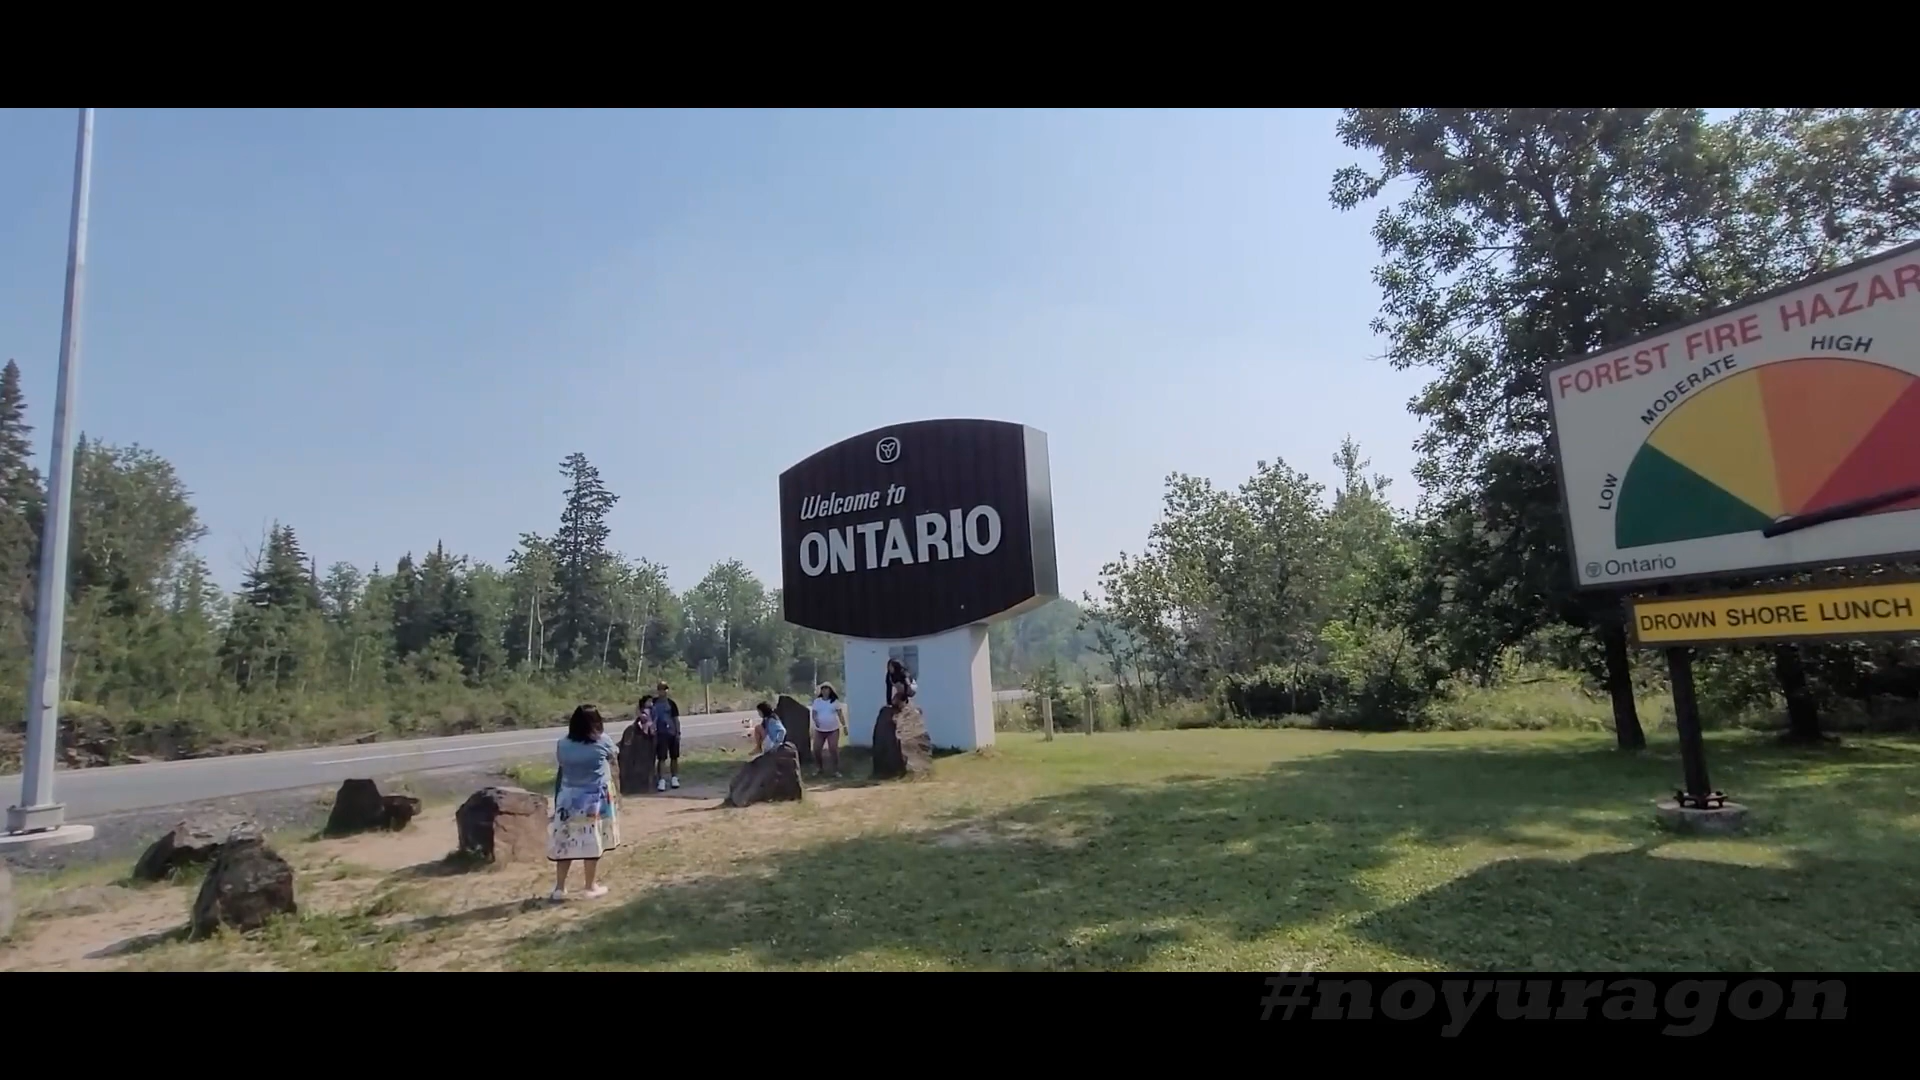 Welcome to
ONTARIO
FOREST FIRE HAZAR
LOW
MODERATE
HIGH
Ontario
DROWN SHORE LUNCH
#noyuragon